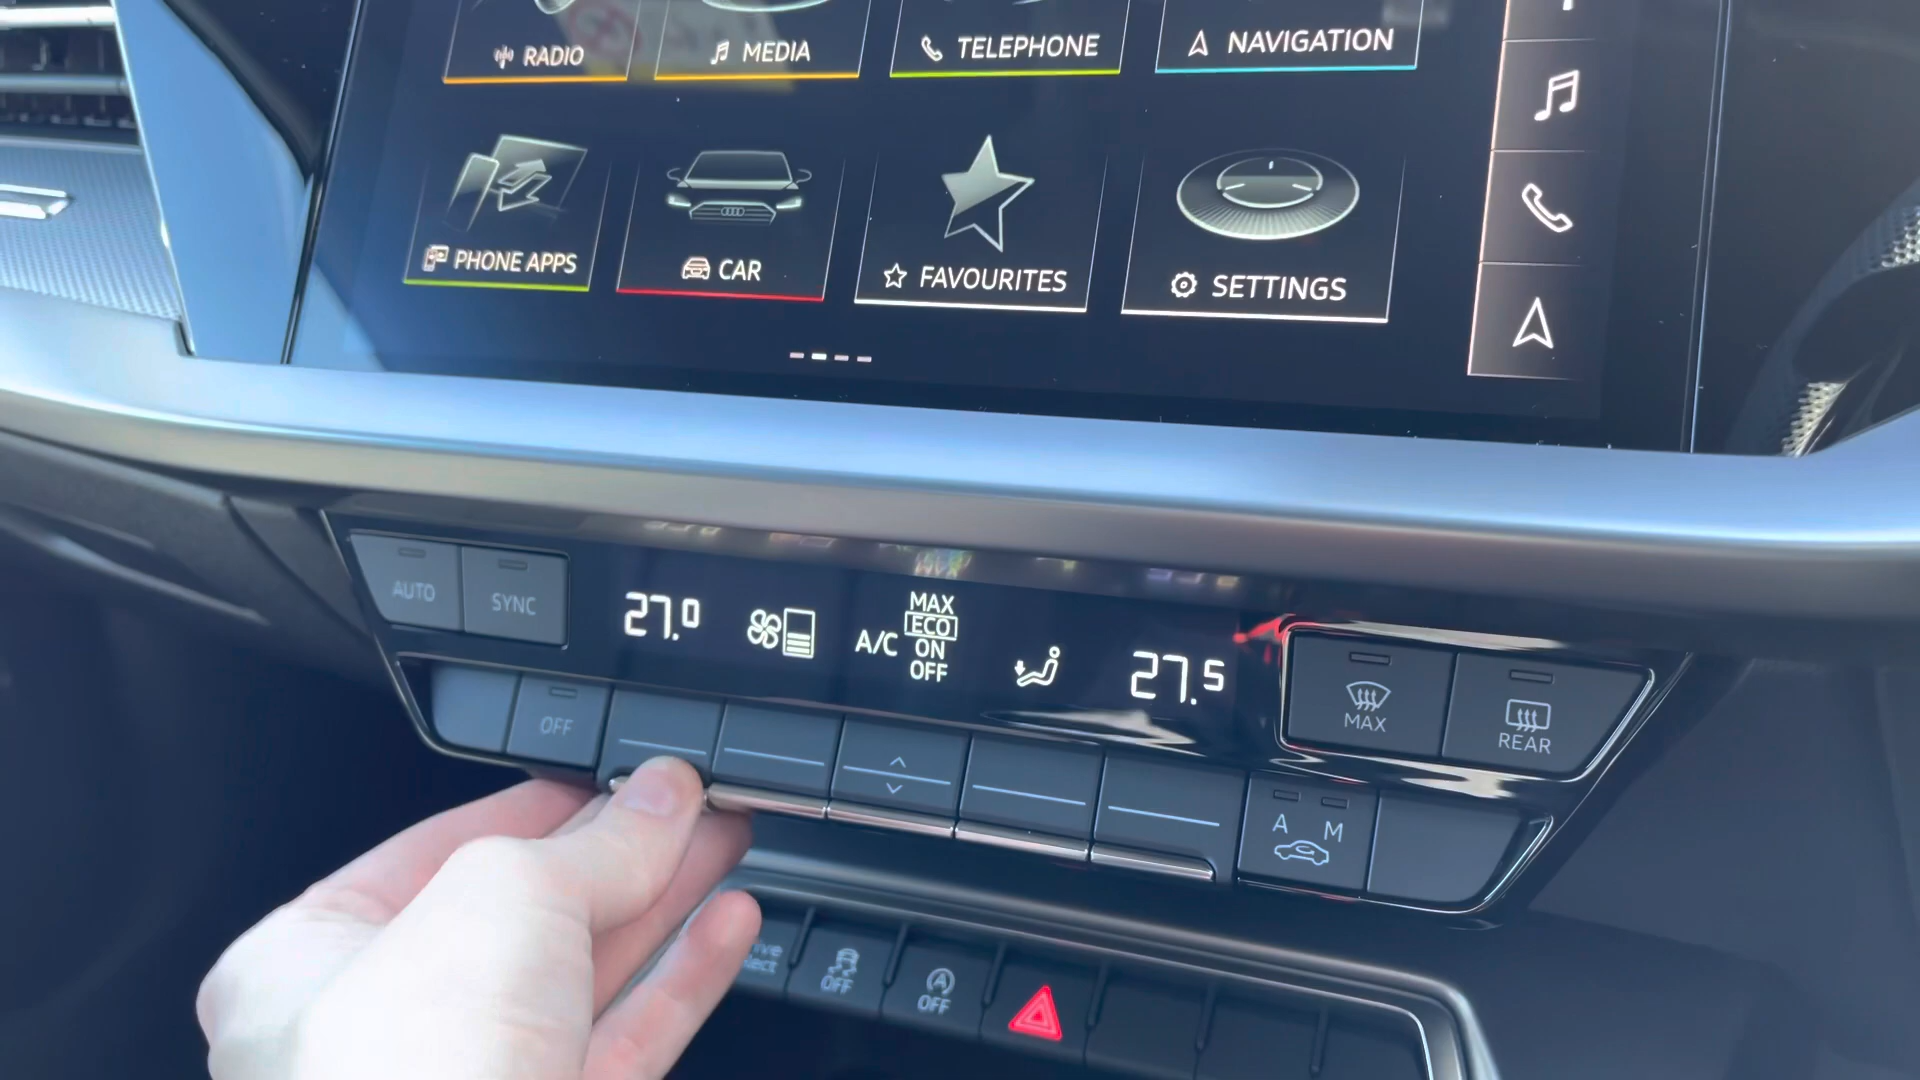 RADIO
MEDIA
TELEPHONE
NAVIGATION
PHONE APPS
CAR
FAVOURITES
SETTINGS
AUTO
SYNC
27.0
A/C
MAX
ECO
ON
OFF
27.5
MAX
REAR
OFF
A M
OFF
A
OFF